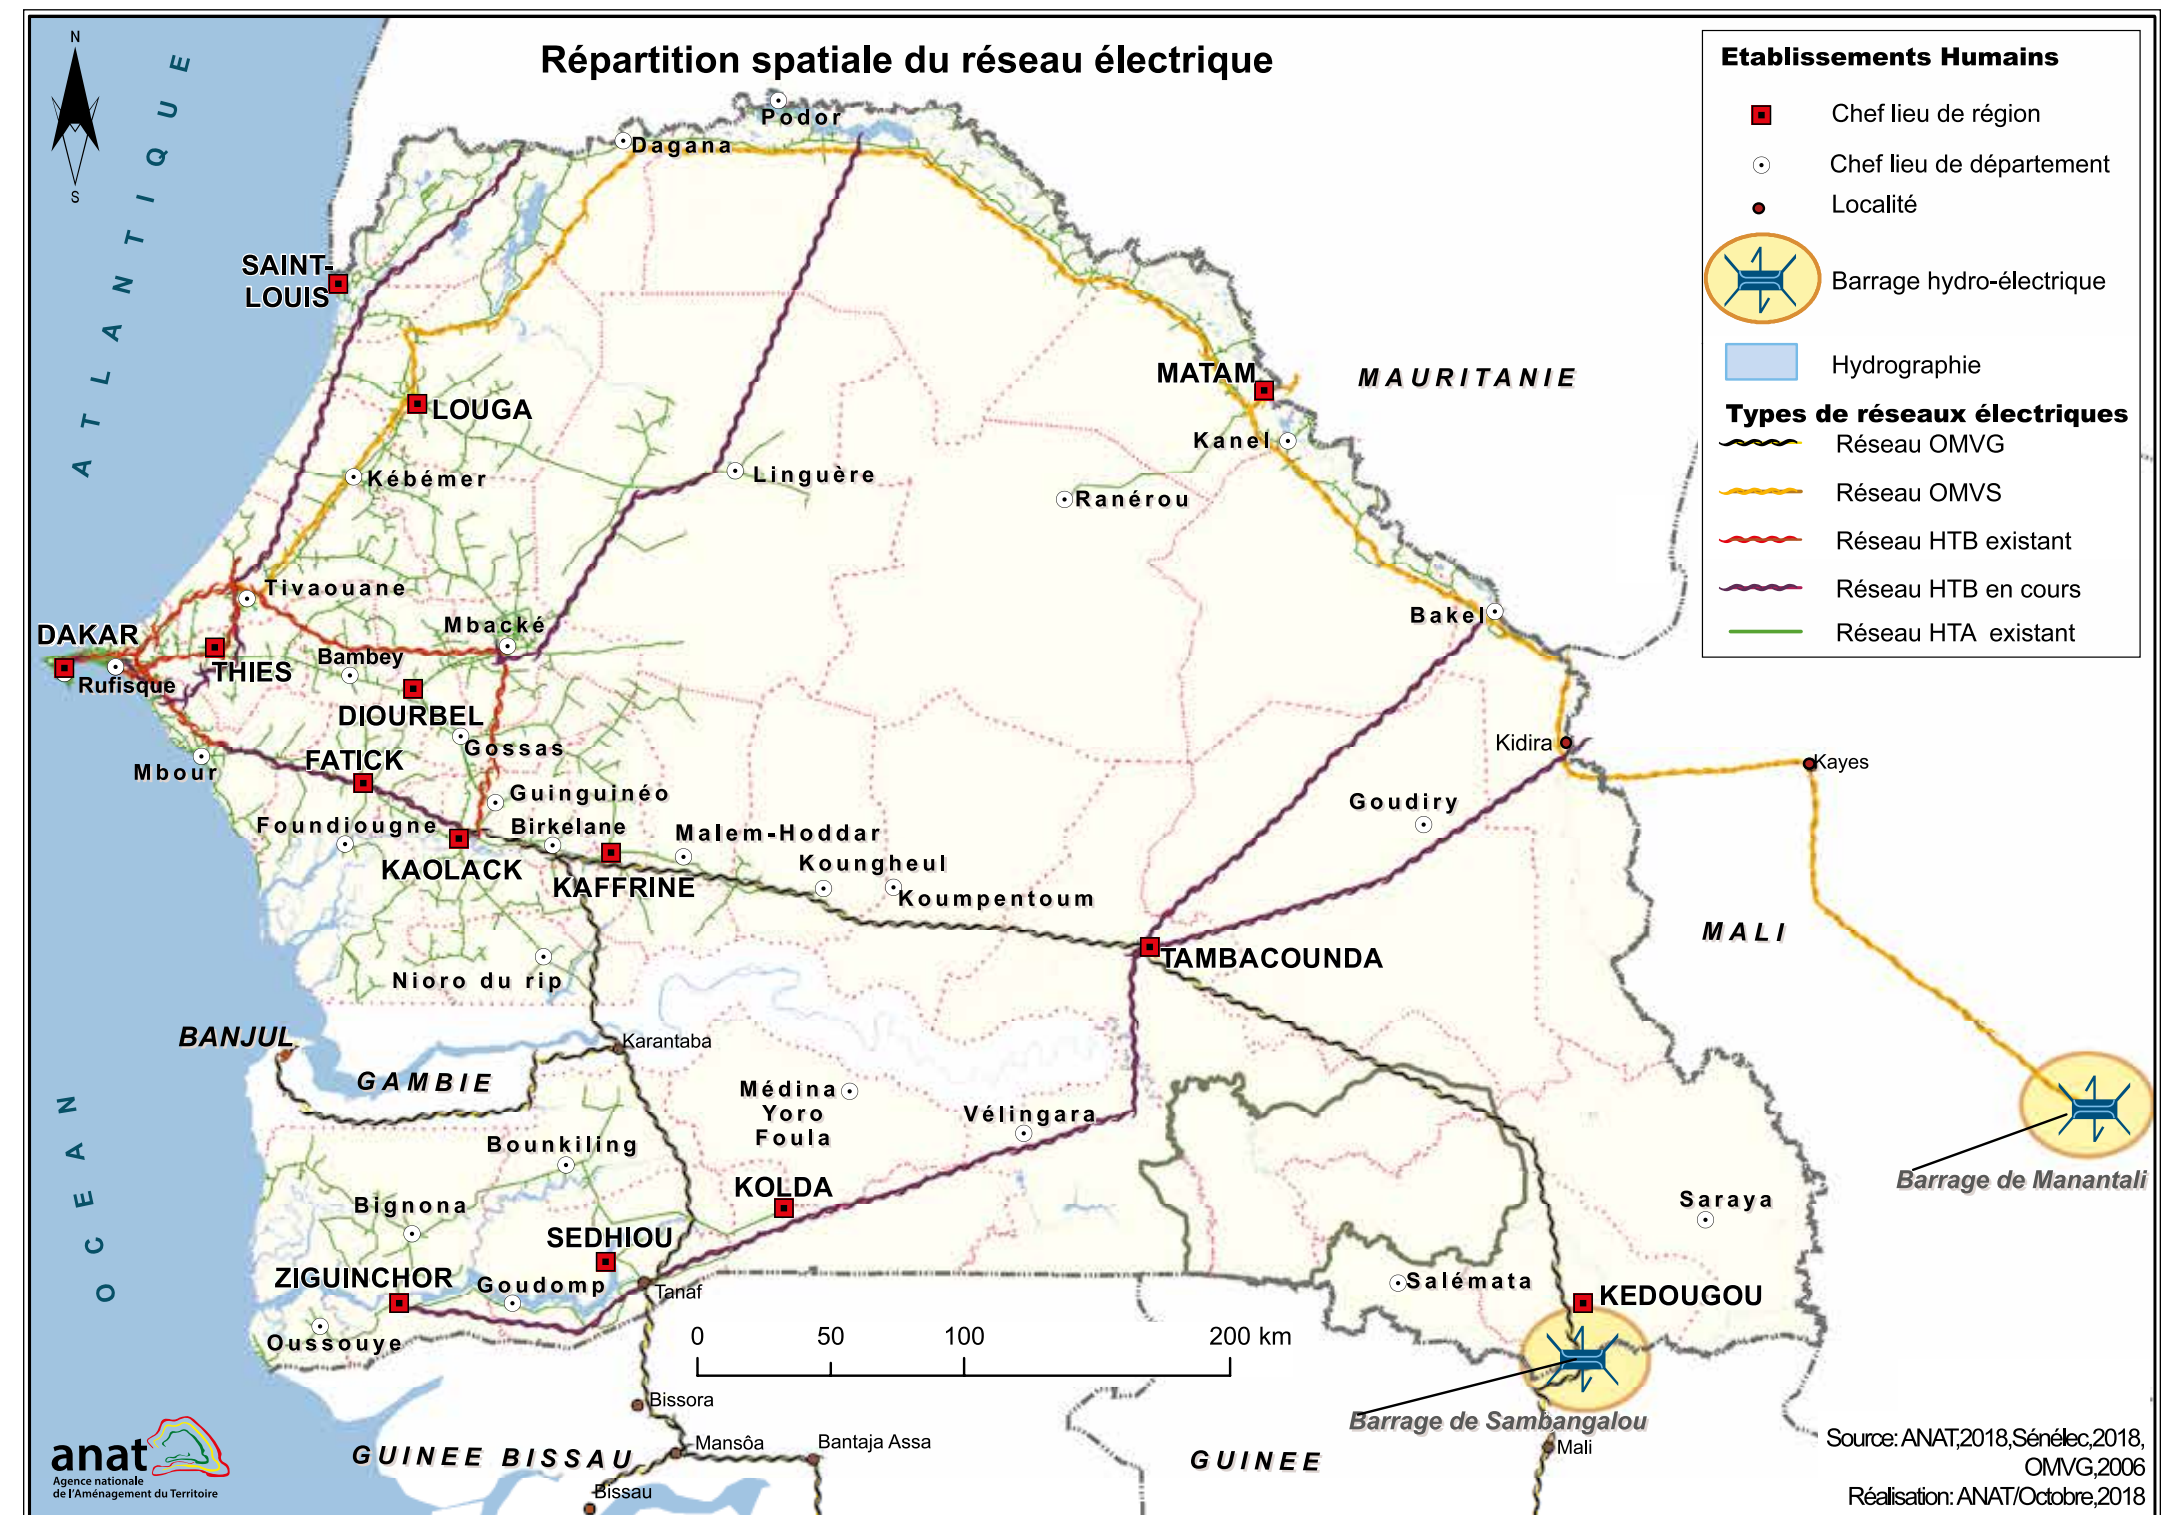 Répartition spatiale du réseau électrique
N
S
OCEAN ATLANTIQUE
Etablissements Humains
Chef lieu de région
Chef lieu de département
Localité
Barrage hydro-électrique
Hydrographie
Types de réseaux électriques
Réseau OMVG
Réseau OMVS
Réseau HTB existant
Réseau HTB en cours
Réseau HTA existant
Podor
Dagana
SAINT-
LOUIS
MATAM
MAURITANIE
LOUGA
Kanel
Kébémer
Linguère
Ranérou
Tivaouane
Bakel
Mbacké
DAKAR
Bambey
THIES
Rufisque
DIOURBEL
Gossas
Kidira
FATICK
Kayes
Mbour
Guinguinéo
Goudiry
Foundiougne
Birkelane
Malem-Hoddar
Koungheul
KAOLACK
KAFFRINE
Koumpentoum
MALI
TAMBACOUNDA
Nioro du rip
BANJUL
Karantaba
GAMBIE
Médina
Yoro
Foula
Vélingara
Bounkiling
Barrage de Manantali
KOLDA
Saraya
Bignona
SEDHIOU
ZIGUINCHOR
Goudomp
Tanaf
Salémata
KEDOUGOU
Oussouye
0 50 100 200 km
Bissora
Barrage de Sambangalou
Mansôa
Bantaja Assa
GUINEE BISSAU
GUINEE
Mali
Bissau
anat
Agence nationale
de l'Aménagement du Territoire
Source: ANAT,2018,Sénélec,2018,
OMVG,2006
Réalisation: ANAT/Octobre,2018